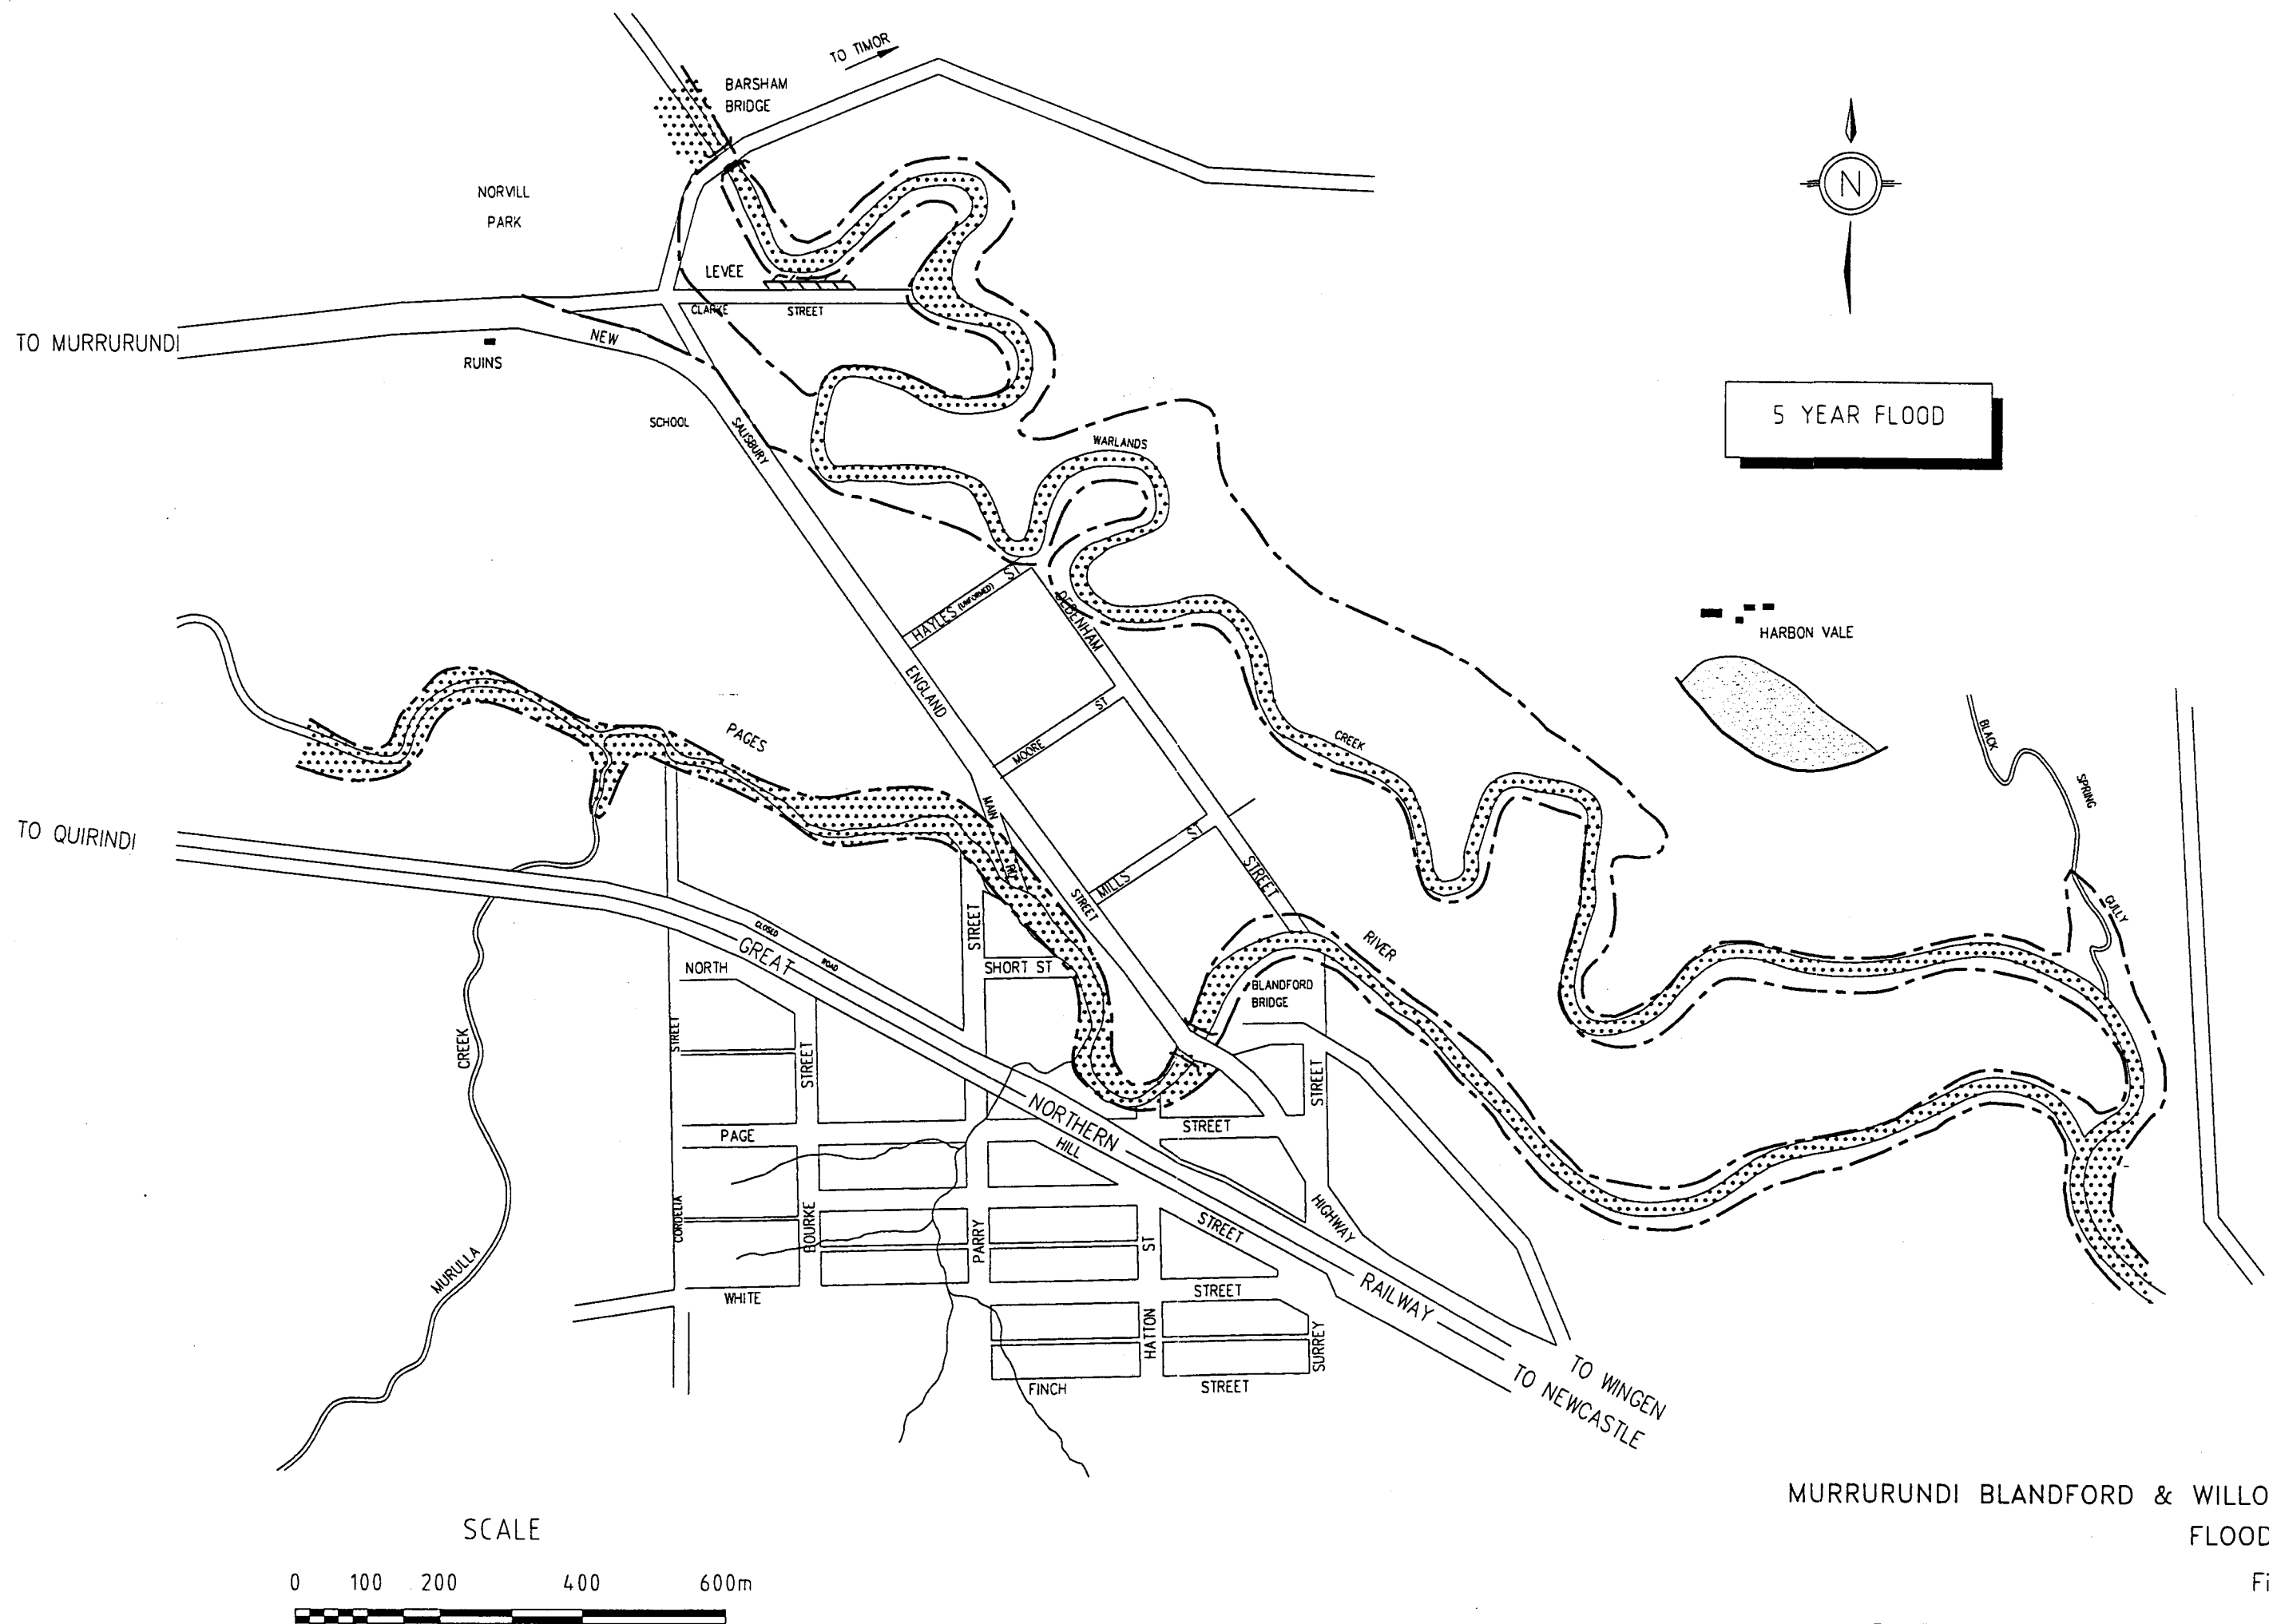 TO TIMOR
BARSHAM
BRIDGE
N
NORVILL
PARK
LEVEE
CLARKE STREET
TO MURRURUNDI
NEW
RUINS
5 YEAR FLOOD
SCHOOL
SALISBURY
WARLANDS
HAYLES (UNFORMED) ST
DEBENHAM
HARBON VALE
ENGLAND
MOORE ST
PAGES
CREEK
BLACK
SPRING
GULLY
MAIN
RD
TO QUIRINDI
MILLS ST
STREET
STREET
STREET
CLOSED ROAD
GREAT
NORTH
SHORT ST
RIVER
BLANDFORD
BRIDGE
STREET
STREET
STREET
CREEK
NORTHERN
PAGE
STREET
HILL
CORDELIA
BOURKE
PARRY
ST
STREET
HIGHWAY
MURULLA
RAILWAY
WHITE
STREET
HATTON
SURREY
FINCH
STREET
TO WINGEN
TO NEWCASTLE
MURRURUNDI BLANDFORD & WILLO
FLOOD
Fi
SCALE
0 100 200 400 600m